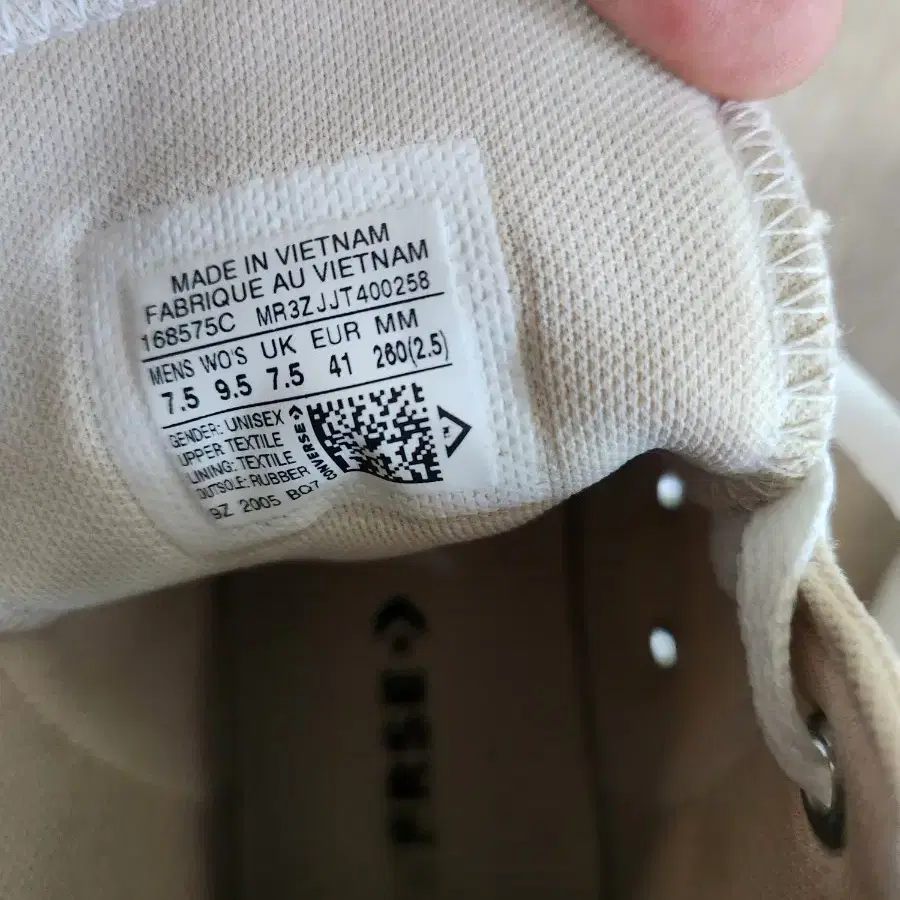 MADE IN VIETNAM
FABRIQUE AU VIETNAM
168575C MR3ZJJT400258
MENS WO'S UK EUR MM
7.5 9.5 7.5 41 260(2.5)
GENDER: UNISEX
UPPER: TEXTILE
LINING: TEXTILE
OUTSOLE: RUBBER
9Z 2005 BQ7
CONVERSE